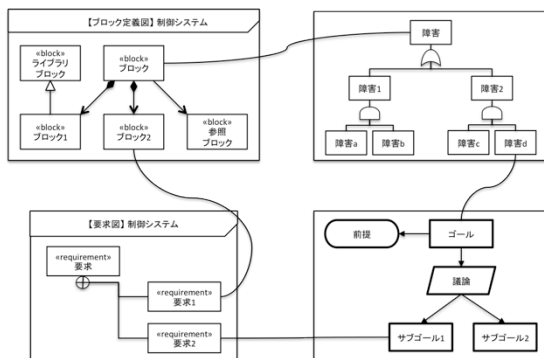 【ブロック定義図】制御システム
«block»
ライブラリ
ブロック
«block»
ブロック
«block»
ブロック1
«block»
ブロック2
«block»
参照
ブロック
障害
障害1
障害2
障害a
障害b
障害c
障害d
【要求図】制御システム
«requirement»
要求
«requirement»
要求1
«requirement»
要求2
前提
ゴール
議論
サブゴール1
サブゴール2